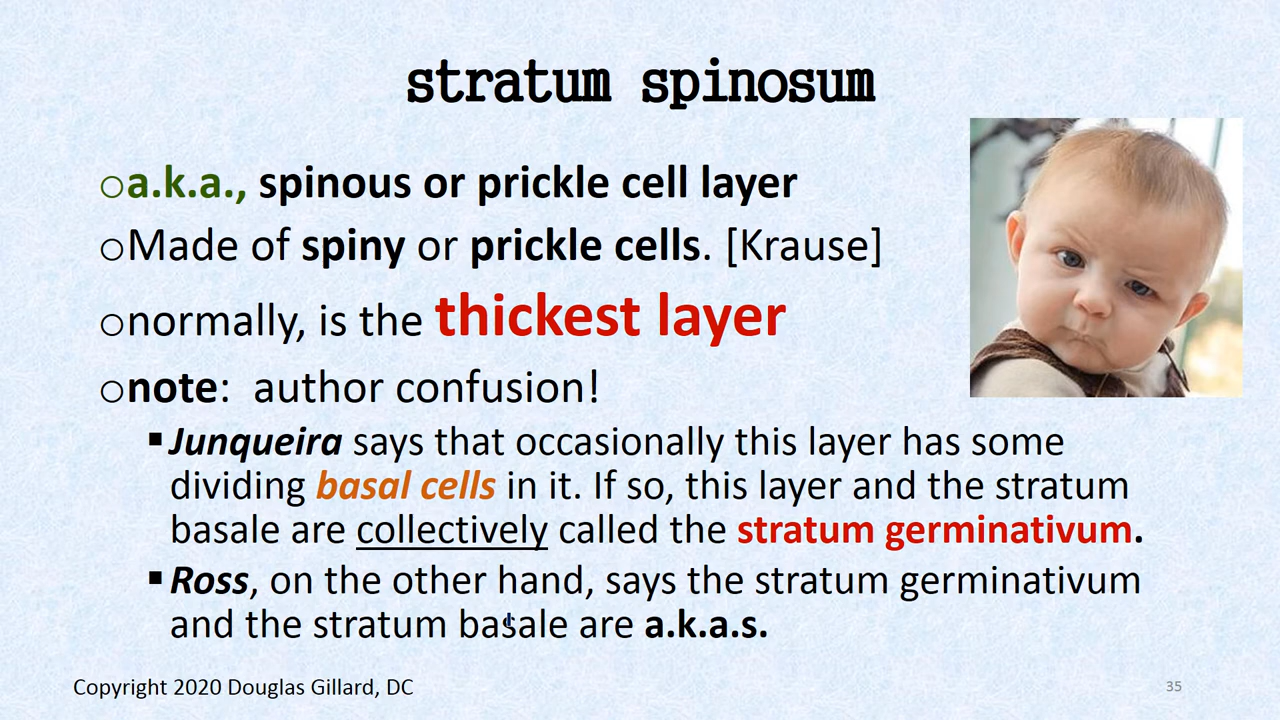 stratum spinosum
a.k.a., spinous or prickle cell layer
Made of spiny or prickle cells. [Krause]
normally, is the thickest layer
note:  author confusion!
Junqueira says that occasionally this layer has some
dividing basal cells in it. If so, this layer and the stratum
basale are collectively called the stratum germinativum.
Ross, on the other hand, says the stratum germinativum
and the stratum basale are a.k.a.s.
Copyright 2020 Douglas Gillard, DC
35